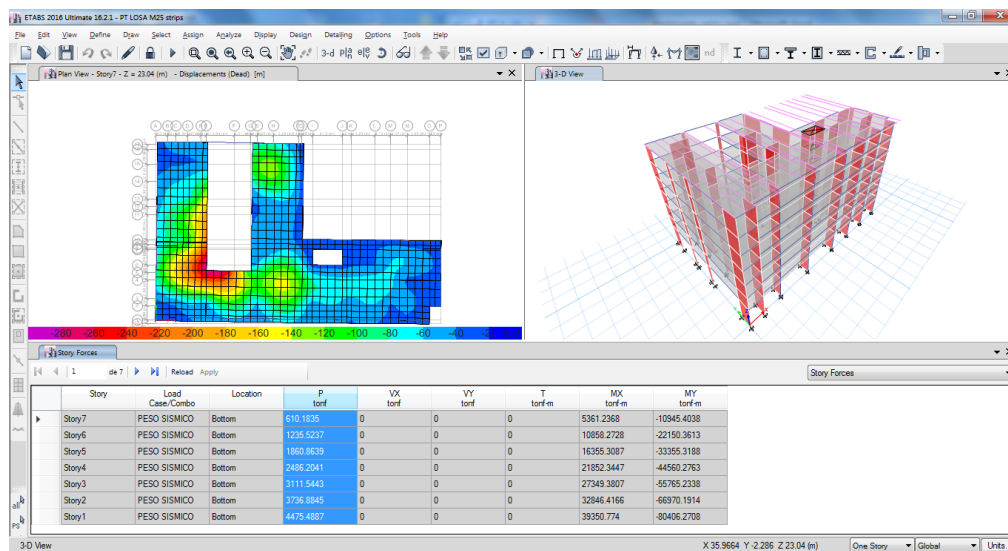 ETABS 2016 Ultimate 16.2.1 - PT LOSA M25 strips
File Edit View Define Draw Select Assign Analyze Display Design Detailing Options Tools Help
3-d
nd
Plan View - Story7 - Z = 23.04 (m) - Displacements (Dead) [m]
3-D View
-280 -260 -240 -220 -200 -180 -160 -140 -120 -100 -80 -60 -40
Story Forces
1 de 7 Reload Apply Story Forces
Story Load Case/Combo Location P tonf VX tonf VY tonf T tonf-m MX tonf-m MY tonf-m
Story7 PESO SISMICO Bottom 610.1835 0 0 0 5361.2368 -10945.4038
Story6 PESO SISMICO Bottom 1235.5237 0 0 0 10858.2728 -22150.3613
Story5 PESO SISMICO Bottom 1860.8639 0 0 0 16355.3087 -33355.3188
Story4 PESO SISMICO Bottom 2486.2041 0 0 0 21852.3447 -44560.2763
Story3 PESO SISMICO Bottom 3111.5443 0 0 0 27349.3807 -55765.2338
Story2 PESO SISMICO Bottom 3736.8845 0 0 0 32846.4166 -66970.1914
Story1 PESO SISMICO Bottom 4475.4887 0 0 0 39350.774 -80406.2708
all
ps
3-D View X 35.9664 Y -2.286 Z 23.04 (m) One Story Global Units